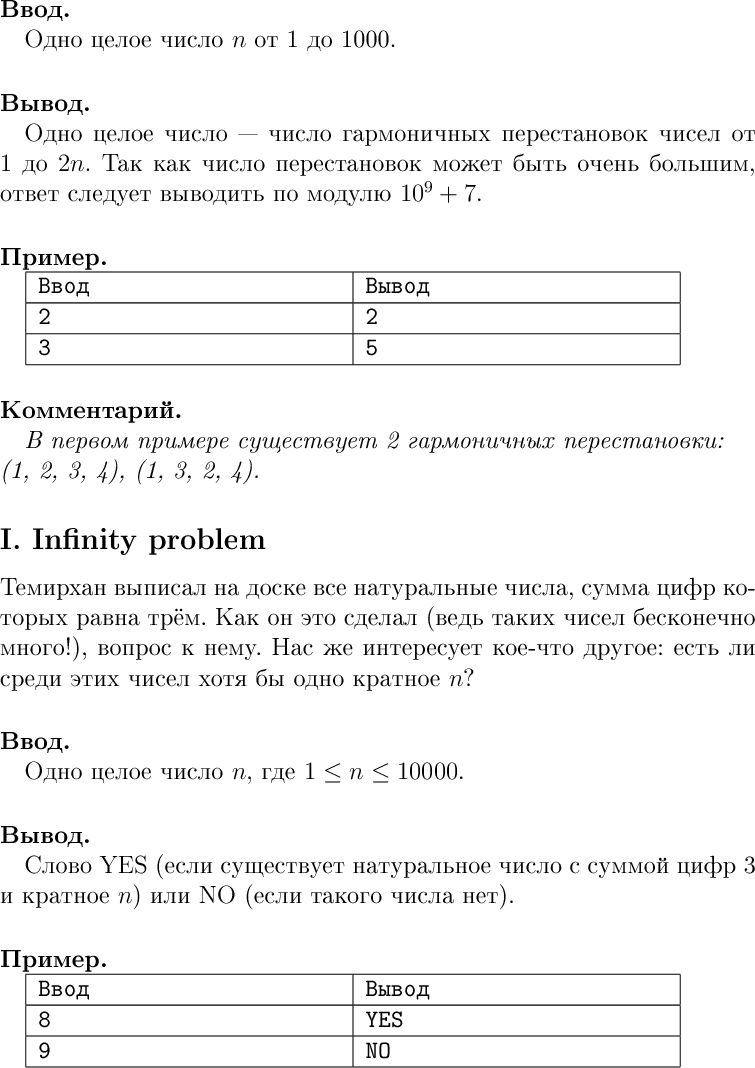 Ввод.
Одно целое число n от 1 до 1000.
Вывод.
Одно целое число — число гармоничных перестановок чисел от
1 до 2n. Так как число перестановок может быть очень большим,
ответ следует выводить по модулю 10⁹ + 7.
Пример.
Ввод Вывод
2 2
3 5
Комментарий.
В первом примере существует 2 гармоничных перестановки:
(1, 2, 3, 4), (1, 3, 2, 4).
I. Infinity problem
Темирхан выписал на доске все натуральные числа, сумма цифр ко-
торых равна трём. Как он это сделал (ведь таких чисел бесконечно
много!), вопрос к нему. Нас же интересует кое-что другое: есть ли
среди этих чисел хотя бы одно кратное n?
Ввод.
Одно целое число n, где 1 ≤ n ≤ 10000.
Вывод.
Слово YES (если существует натуральное число с суммой цифр 3
и кратное n) или NO (если такого числа нет).
Пример.
Ввод Вывод
8 YES
9 NO